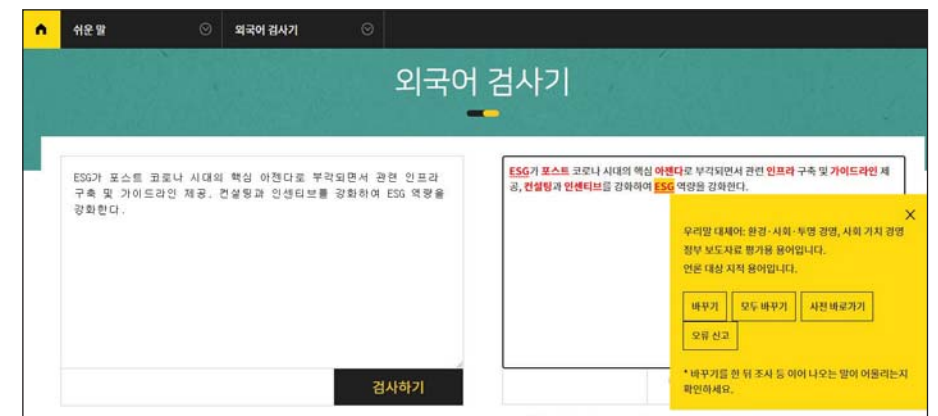 쉬운 말
외국어 검사기
외국어 검사기
ESG가 포스트 코로나 시대의 핵심 아젠다로 부각되면서 관련 인프라
구축 및 가이드라인 제공, 컨설팅과 인센티브를 강화하여 ESG 역량을
강화한다.
검사하기
ESG가 포스트 코로나 시대의 핵심 아젠다로 부각되면서 관련 인프라 구축 및 가이드라인 제
공, 컨설팅과 인센티브를 강화하여 ESG 역량을 강화한다.
X
우리말 대체어: 환경·사회·투명 경영, 사회 가치 경영
정부 보도자료 평가용 용어입니다.
언론 대상 지적 용어입니다.
바꾸기
모두 바꾸기
사전 바로가기
오류 신고
* 바꾸기를 한 뒤 조사 등 이어 나오는 말이 어울리는지
확인하세요.